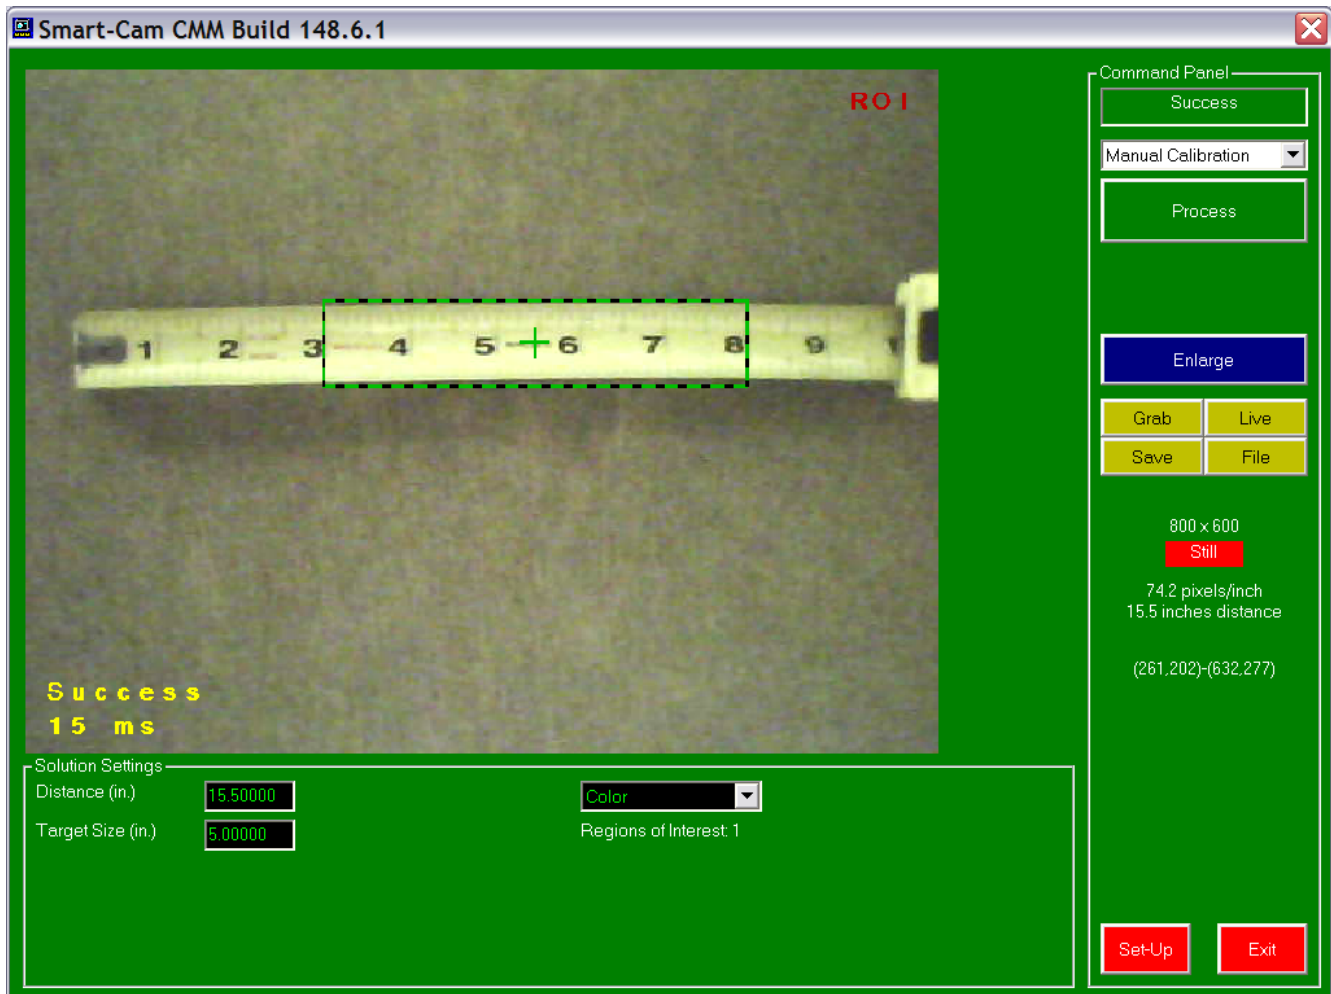 Smart-Cam CMM Build 148.6.1
ROI
1 2 3 4 5 6 7 8 9 1
Success
15 ms
Command Panel
Success
Manual Calibration
Process
Enlarge
Grab Live
Save File
800 x 600
Still
74.2 pixels/inch
15.5 inches distance
(261,202)-(632,277)
Solution Settings
Distance (in.) 15.50000 Color
Target Size (in.) 5.00000 Regions of Interest: 1
Set-Up Exit